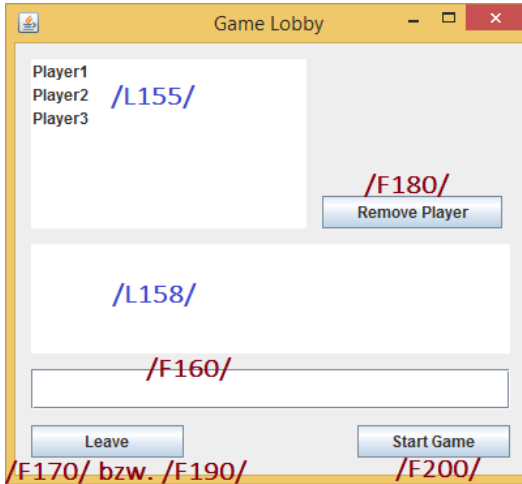 Game Lobby
Player1
Player2 /L155/
Player3
/F180/
Remove Player
/L158/
/F160/
Leave Start Game
/F170/ bzw. /F190/ /F200/